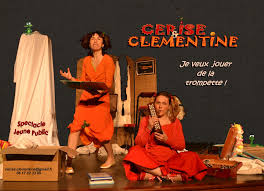 CERISE
&
CLEMENTINE
Je veux jouer
de la
trompette !
Spectacle
Jeune Public